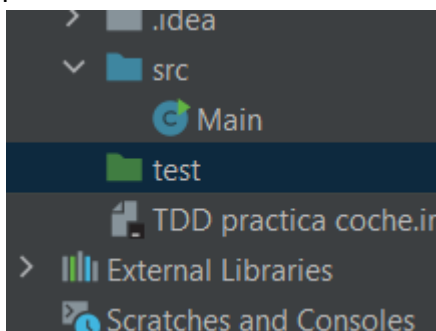 .idea
src
Main
test
TDD practica coche.i
External Libraries
Scratches and Consoles